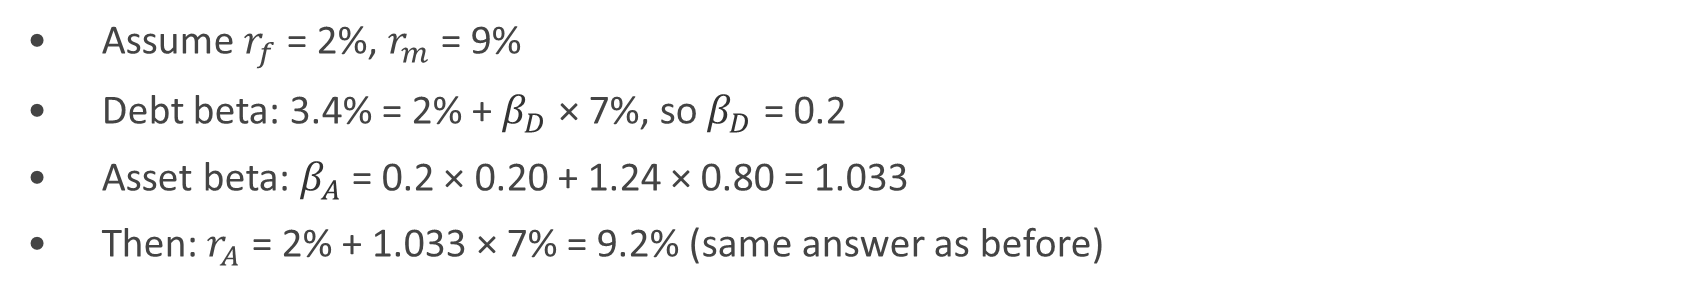 • Assume r_f = 2%, r_m = 9%
• Debt beta: 3.4% = 2% + β_D × 7%, so β_D = 0.2
• Asset beta: β_A = 0.2 × 0.20 + 1.24 × 0.80 = 1.033
• Then: r_A = 2% + 1.033 × 7% = 9.2% (same answer as before)